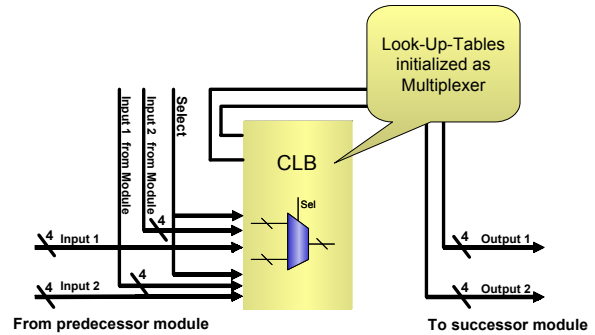 Look-Up-Tables
initialized as
Multiplexer
Input 1 from Module
Input 2 from Module
Select
CLB
Sel
4
4 Input 1
4 Output 1
4
4 Input 2
4 Output 2
From predecessor module
To successor module